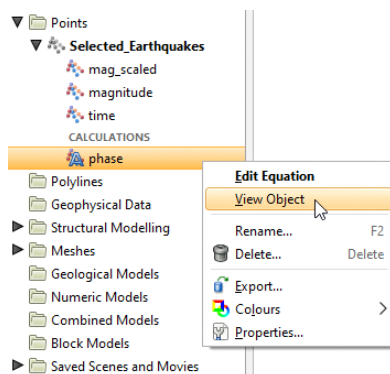 Points
Selected_Earthquakes
mag_scaled
magnitude
time
CALCULATIONS
phase
Polylines
Geophysical Data
Structural Modelling
Meshes
Geological Models
Numeric Models
Combined Models
Block Models
Saved Scenes and Movies
Edit Equation
View Object
Rename... F2
Delete... Delete
Export...
Colours
Properties...